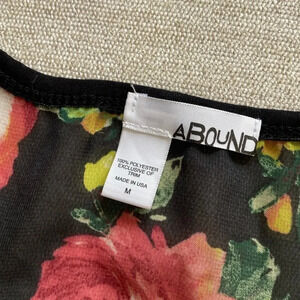 ABOUND
100% POLYESTER
EXCLUSIVE OF
TRIM
MADE IN USA
M